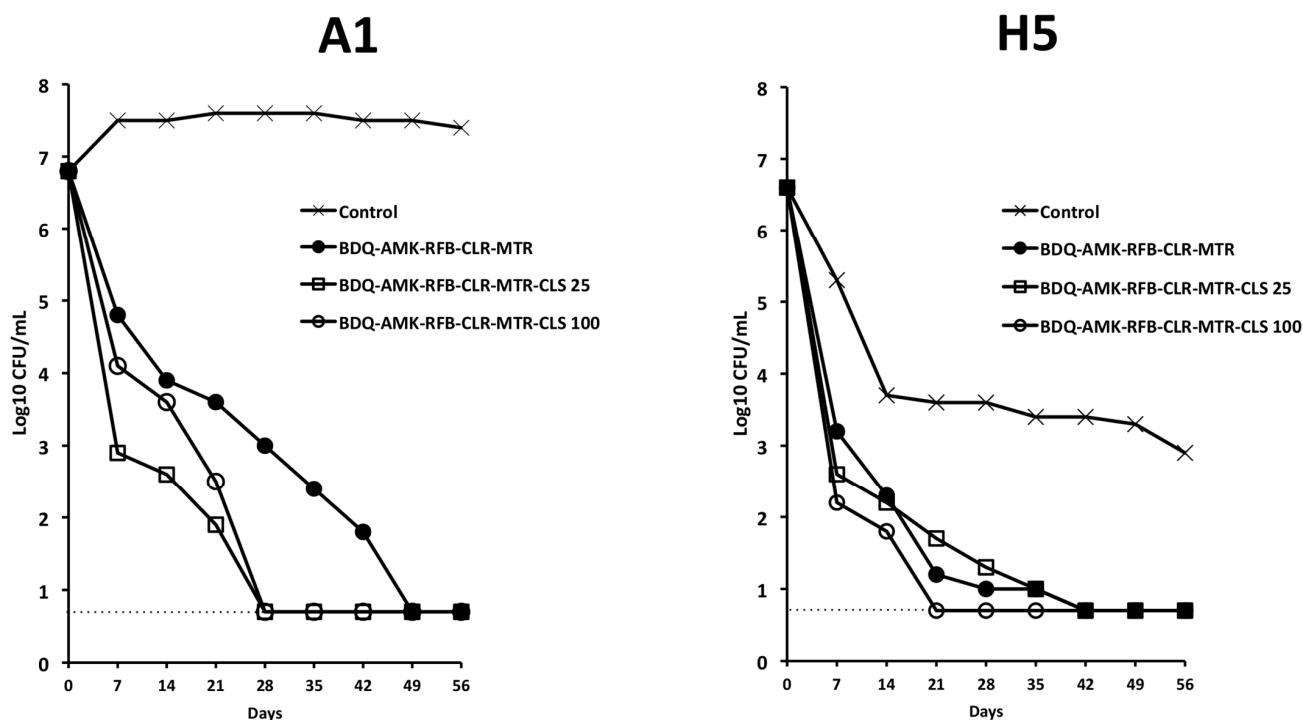 A1
8
7
6
5
4
3
2
1
0
Log10 CFU/mL
Control
BDQ-AMK-RFB-CLR-MTR
BDQ-AMK-RFB-CLR-MTR-CLS 25
BDQ-AMK-RFB-CLR-MTR-CLS 100
0 7 14 21 28 35 42 49 56
Days
H5
8
7
6
5
4
3
2
1
0
Log10 CFU/mL
Control
BDQ-AMK-RFB-CLR-MTR
BDQ-AMK-RFB-CLR-MTR-CLS 25
BDQ-AMK-RFB-CLR-MTR-CLS 100
0 7 14 21 28 35 42 49 56
Days